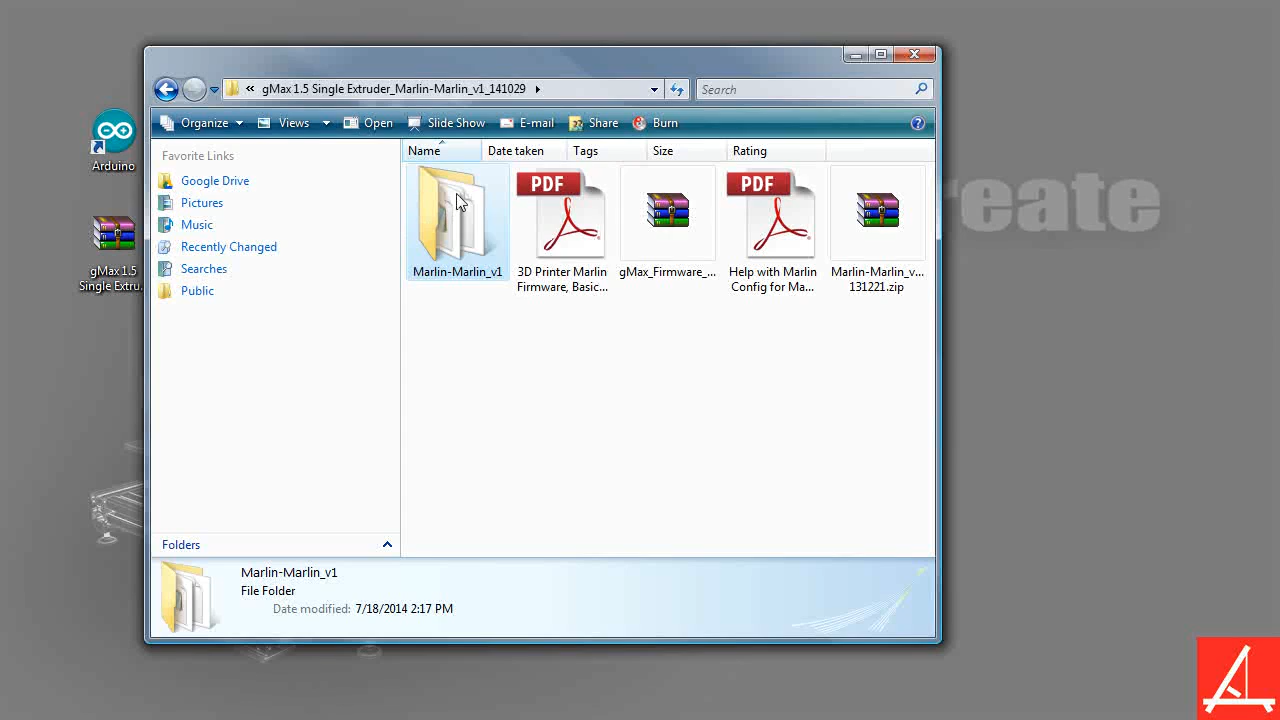 gMax 1.5 Single Extruder_Marlin-Marlin_v1_141029
Search
Organize Views Open Slide Show E-mail Share Burn
Favorite Links
Google Drive
Pictures
Music
Recently Changed
Searches
Public
Folders
Name Date taken Tags Size Rating
PDF
PDF
Marlin-Marlin_v1
3D Printer Marlin
Firmware, Basic...
gMax_Firmware_...
Help with Marlin
Config for Ma...
Marlin-Marlin_v...
131221.zip
Marlin-Marlin_v1
File Folder
Date modified: 7/18/2014 2:17 PM
Arduino
gMax 1.5
Single Extru
reate